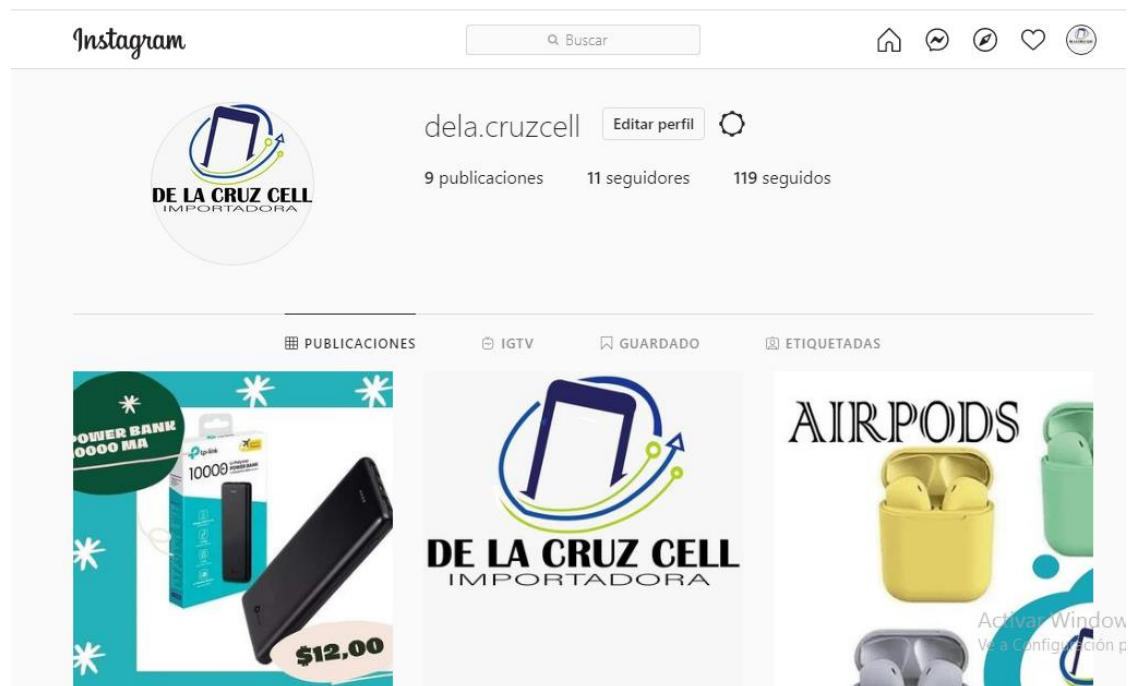 Instagram
Buscar
dela.cruzcell
Editar perfil
9 publicaciones 11 seguidores 119 seguidos
DE LA CRUZ CELL
IMPORTADORA
PUBLICACIONES
IGTV
GUARDADO
ETIQUETADAS
POWER BANK
10000 MA
tp-link
10000
POWER BANK
$12,00
DE LA CRUZ CELL
IMPORTADORA
AIRPODS
Activar Window
Ve a Configuración p